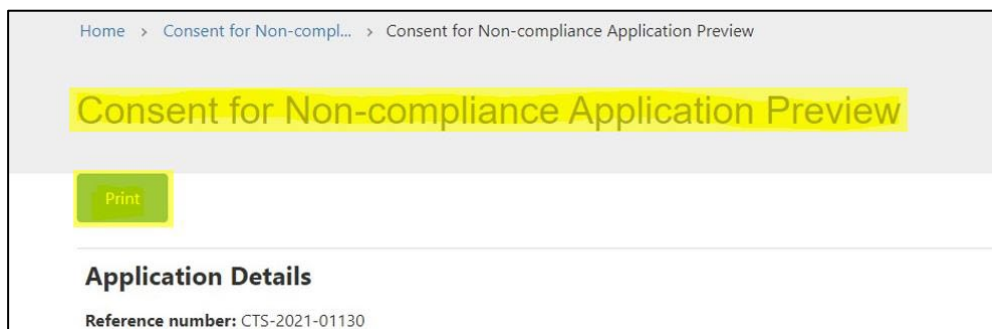 Home > Consent for Non-compl... > Consent for Non-compliance Application Preview
Consent for Non-compliance Application Preview
Print
Application Details
Reference number: CTS-2021-01130